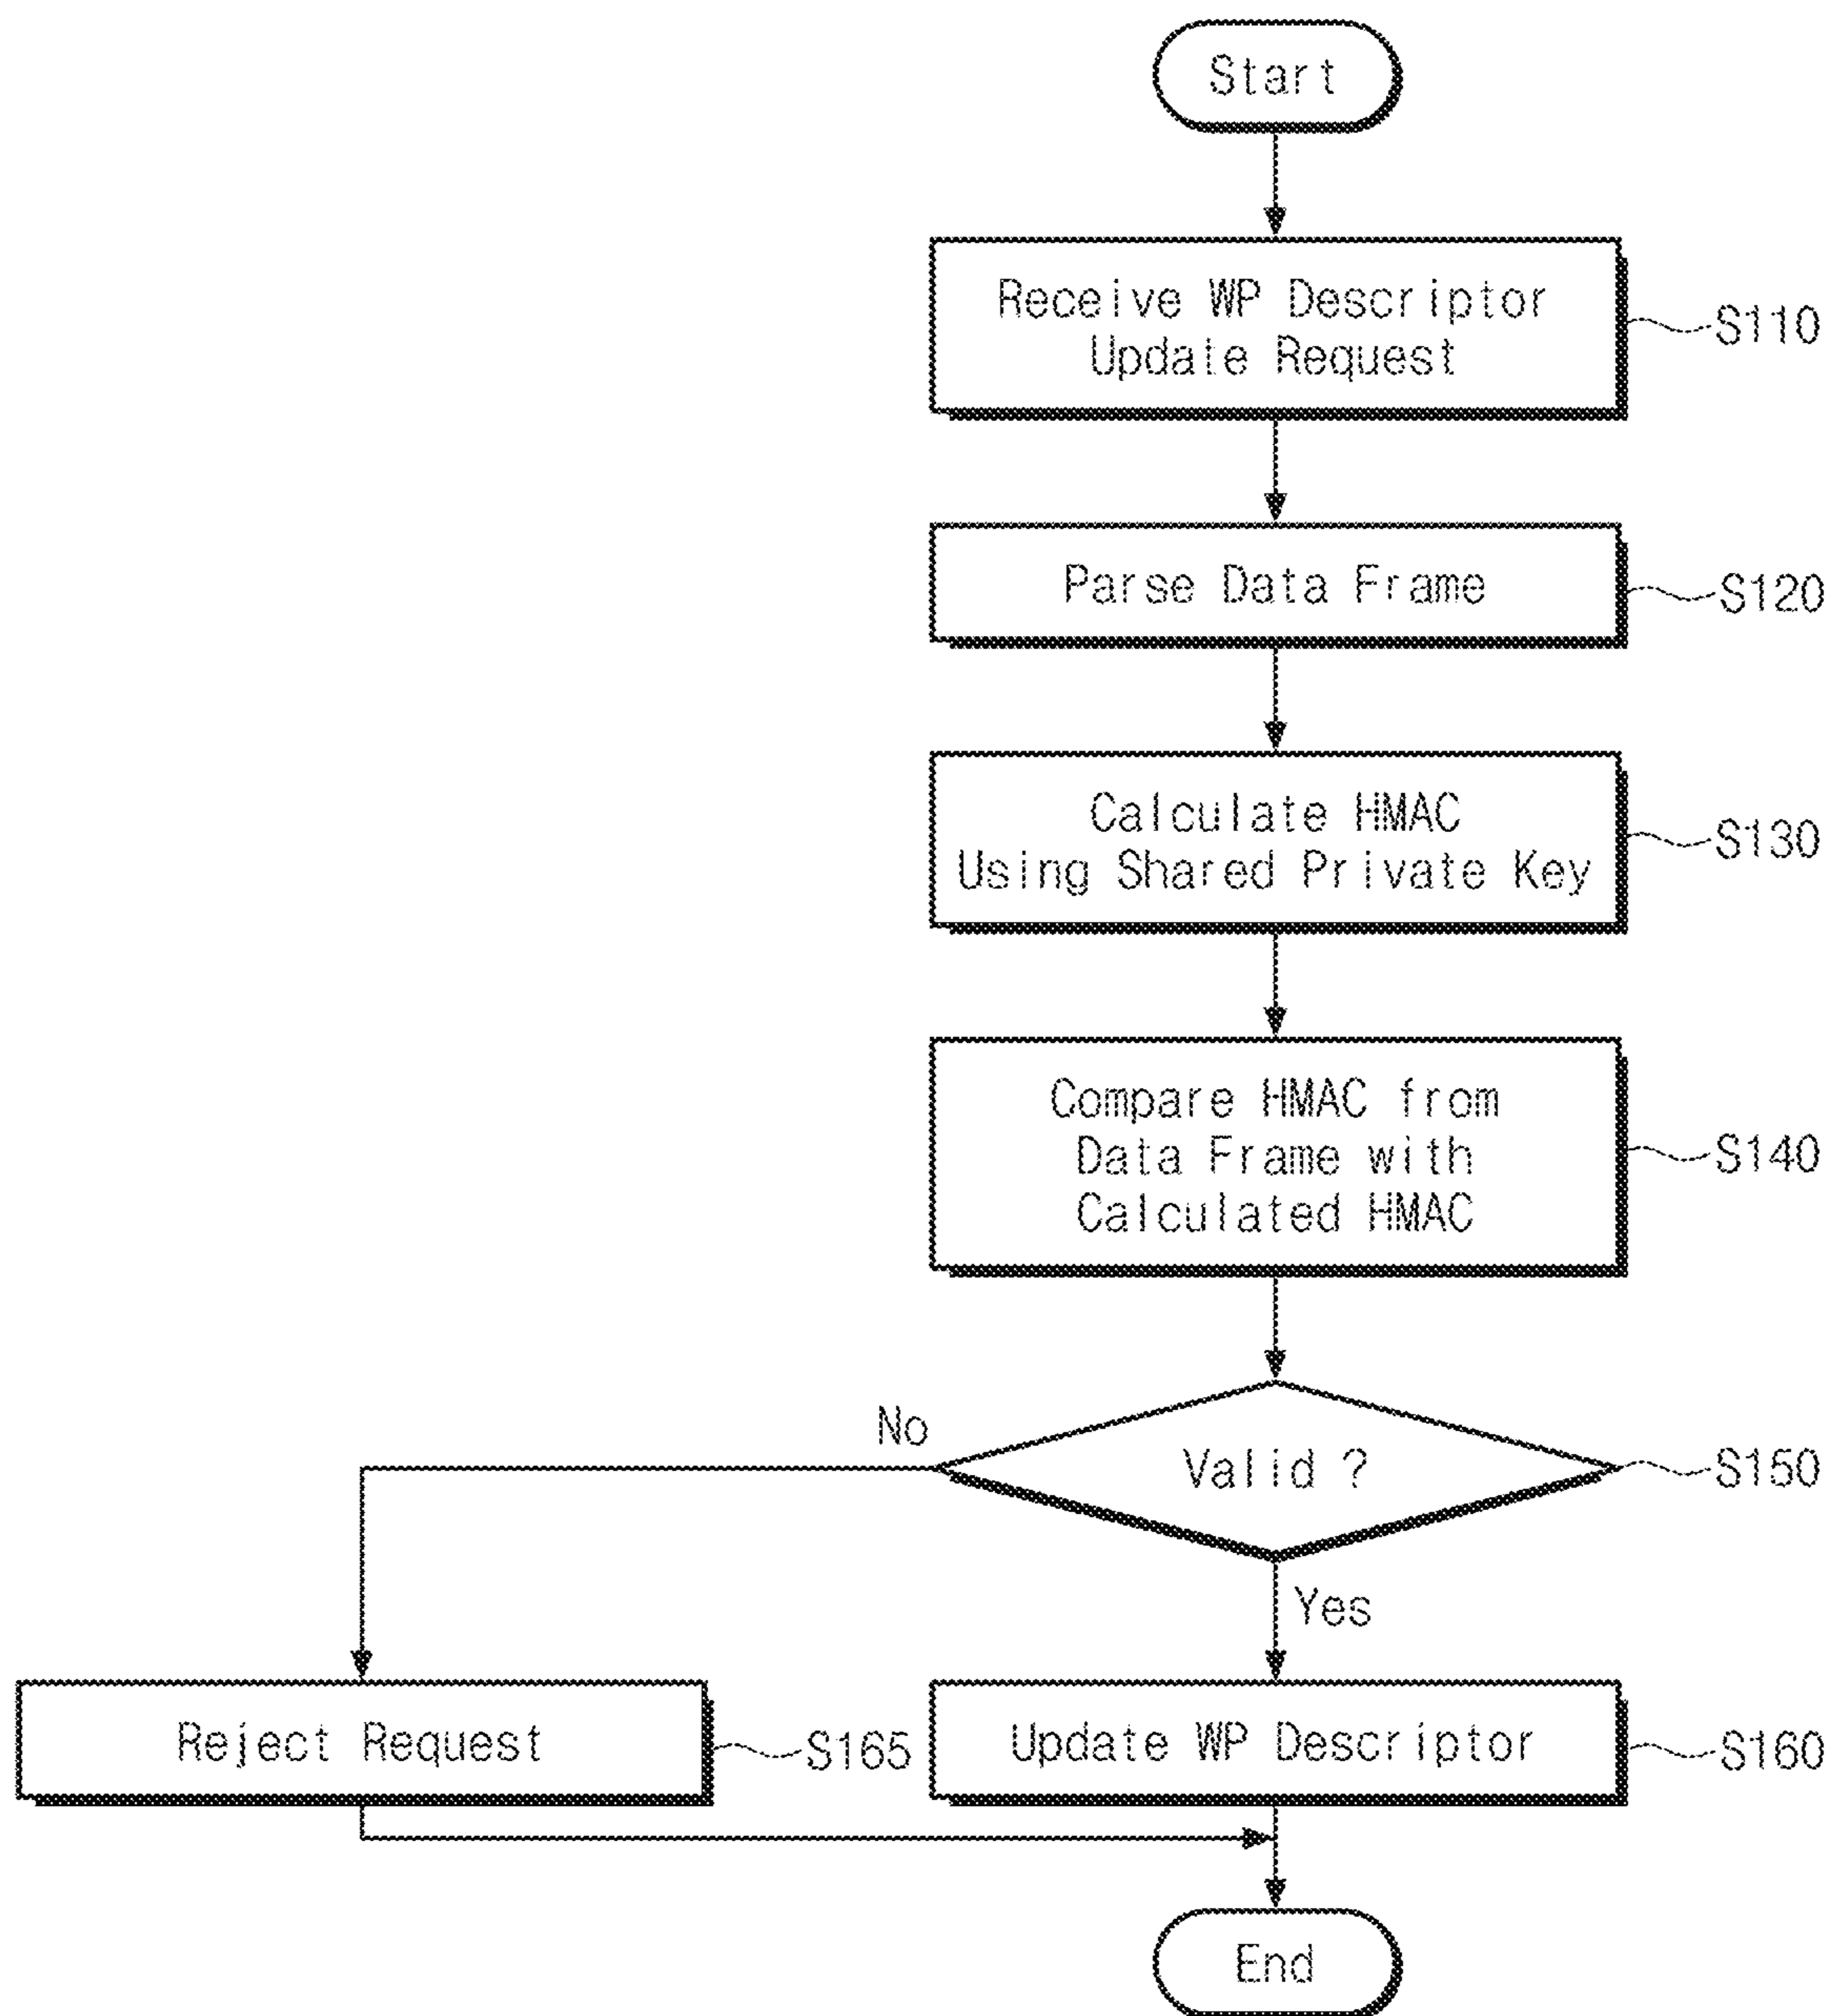 Start
Receive WP Descriptor
Update Request
S110
Parse Data Frame
S120
Calculate HMAC
Using Shared Private Key
S130
Compare HMAC from
Data Frame with
Calculated HMAC
S140
No
Valid ?
S150
Yes
Reject Request
S165
Update WP Descriptor
S160
End